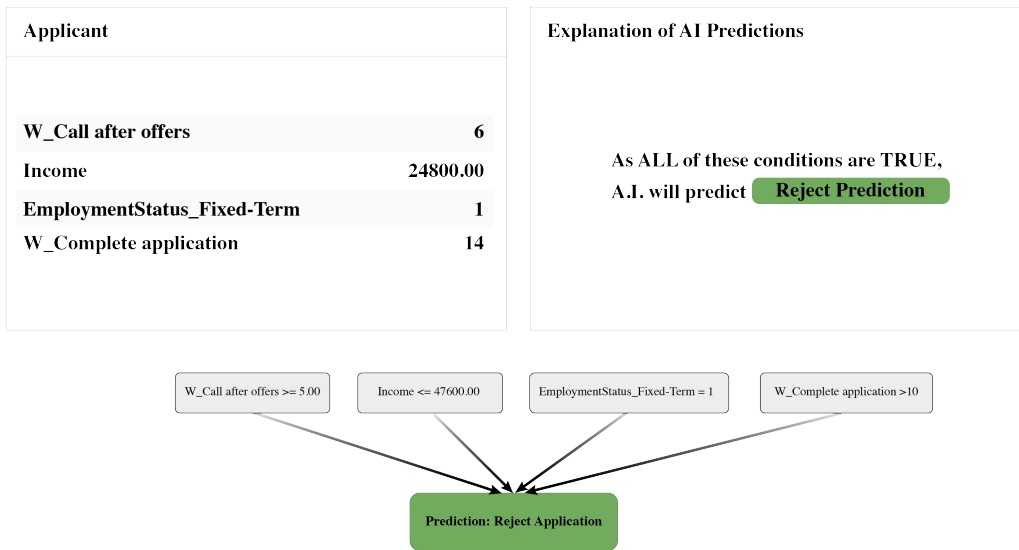 Applicant
W_Call after offers 6
Income 24800.00
EmploymentStatus_Fixed-Term 1
W_Complete application 14
Explanation of AI Predictions
As ALL of these conditions are TRUE,
A.I. will predict Reject Prediction
W_Call after offers >= 5.00
Income <= 47600.00
EmploymentStatus_Fixed-Term = 1
W_Complete application >10
Prediction: Reject Application